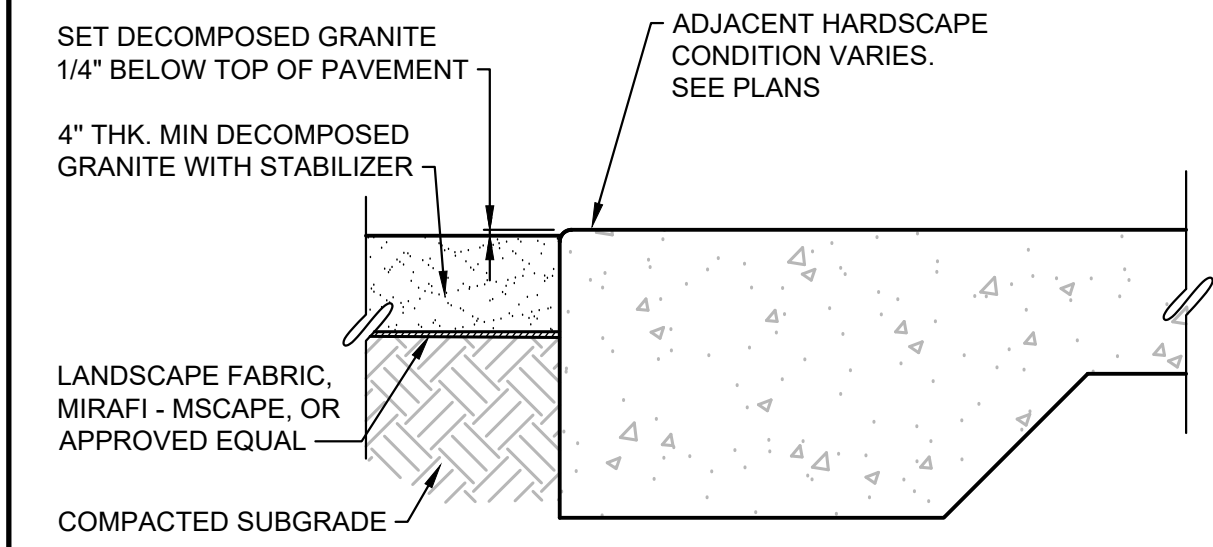 SET DECOMPOSED GRANITE
1/4" BELOW TOP OF PAVEMENT
4" THK. MIN DECOMPOSED
GRANITE WITH STABILIZER
ADJACENT HARDSCAPE
CONDITION VARIES.
SEE PLANS
LANDSCAPE FABRIC,
MIRAFI - MSCAPE, OR
APPROVED EQUAL
COMPACTED SUBGRADE